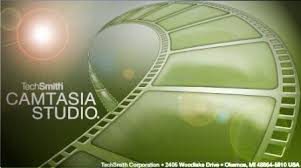 TechSmith
CAMTASIA
STUDIO.
TechSmith Corporation • 2405 Woodlake Drive • Okemos, MI 48864-5910 USA